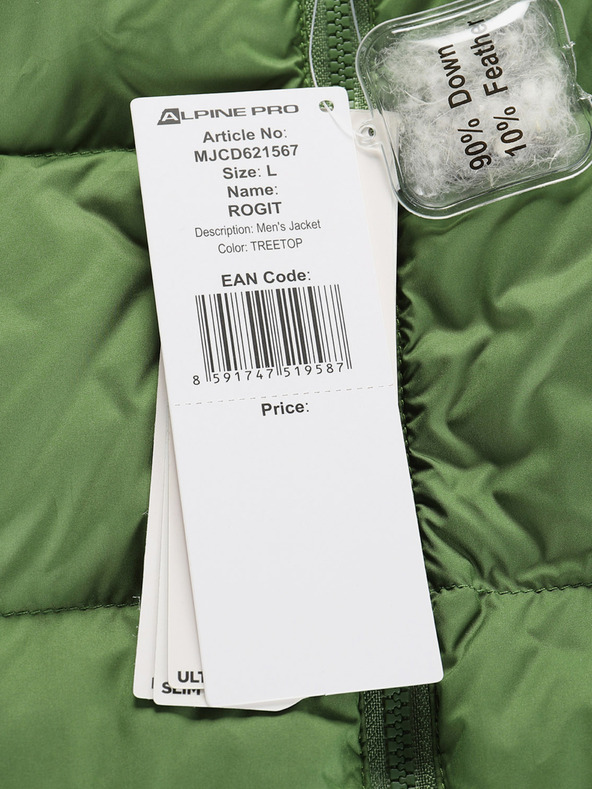 ALPINE PRO
Article No:
MJCD621567
Size: L
Name:
ROGIT
Description: Men's Jacket
Color: TREETOP
EAN Code:
8 591747 519587
Price:
90% Down
10% Feather
ULT
SLIM